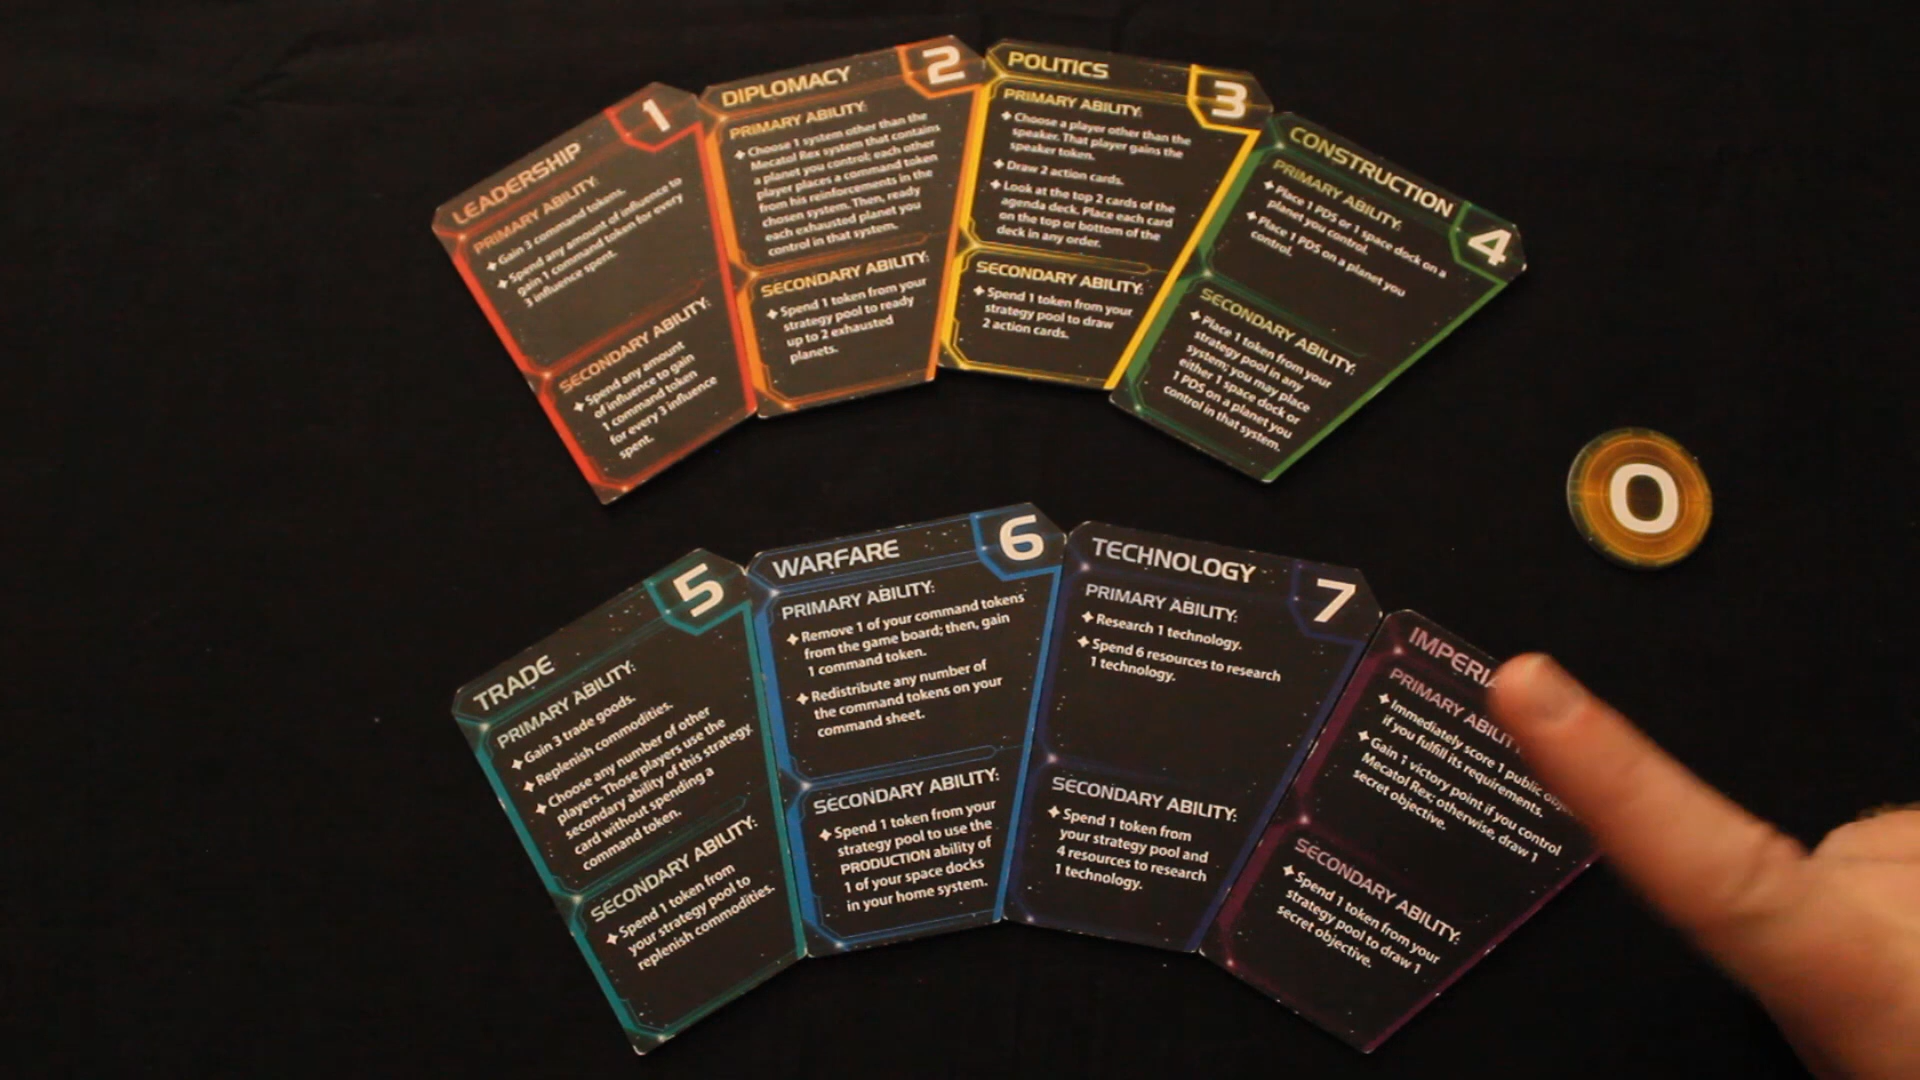 LEADERSHIP
1
PRIMARY ABILITY:
Gain 3 command tokens.
Spend any amount of influence to
gain 1 command token for every
3 influence spent.
SECONDARY ABILITY:
Spend any amount
of influence to gain
1 command token
for every 3 influence
spent.
DIPLOMACY
2
PRIMARY ABILITY:
Choose 1 system other than the
Mecatol Rex system that contains
a planet you control; each other
player places a command token
from his reinforcements in the
chosen system. Then, ready
each exhausted planet you
control in that system.
SECONDARY ABILITY:
Spend 1 token from your
strategy pool to ready
up to 2 exhausted
planets.
POLITICS
3
PRIMARY ABILITY:
Choose a player other than the
speaker. That player gains the
speaker token.
Draw 2 action cards.
Look at the top 2 cards of the
agenda deck. Place each card
on the top or bottom of the
deck in any order.
SECONDARY ABILITY:
Spend 1 token from your
strategy pool to draw
2 action cards.
CONSTRUCTION
4
PRIMARY ABILITY:
Place 1 PDS or 1 space dock on a
planet you control.
Place 1 PDS on a planet you
control.
SECONDARY ABILITY:
Place 1 token from your
strategy pool in any
system; you may place
either 1 space dock or
1 PDS on a planet you
control in that system.
0
TRADE
5
PRIMARY ABILITY:
Gain 3 trade goods.
Replenish commodities.
Choose any number of other
players. Those players use the
secondary ability of this strategy
card without spending a
command token.
SECONDARY ABILITY:
Spend 1 token from
your strategy pool to
replenish commodities.
WARFARE
6
PRIMARY ABILITY:
Remove 1 of your command tokens
from the game board; then, gain
1 command token.
Redistribute any number of
the command tokens on your
command sheet.
SECONDARY ABILITY:
Spend 1 token from your
strategy pool to use the
PRODUCTION ability of
1 of your space docks
in your home system.
TECHNOLOGY
7
PRIMARY ABILITY:
Research 1 technology.
Spend 6 resources to research
1 technology.
SECONDARY ABILITY:
Spend 1 token from
your strategy pool and
4 resources to research
1 technology.
IMPERIA
PRIMARY ABILITY
Immediately score 1 public
if you fulfill its requirements.
Gain 1 victory point if you control
Mecatol Rex; otherwise, draw 1
secret objective.
SECONDARY ABILITY:
Spend 1 token from your
strategy pool to draw 1
secret objective.